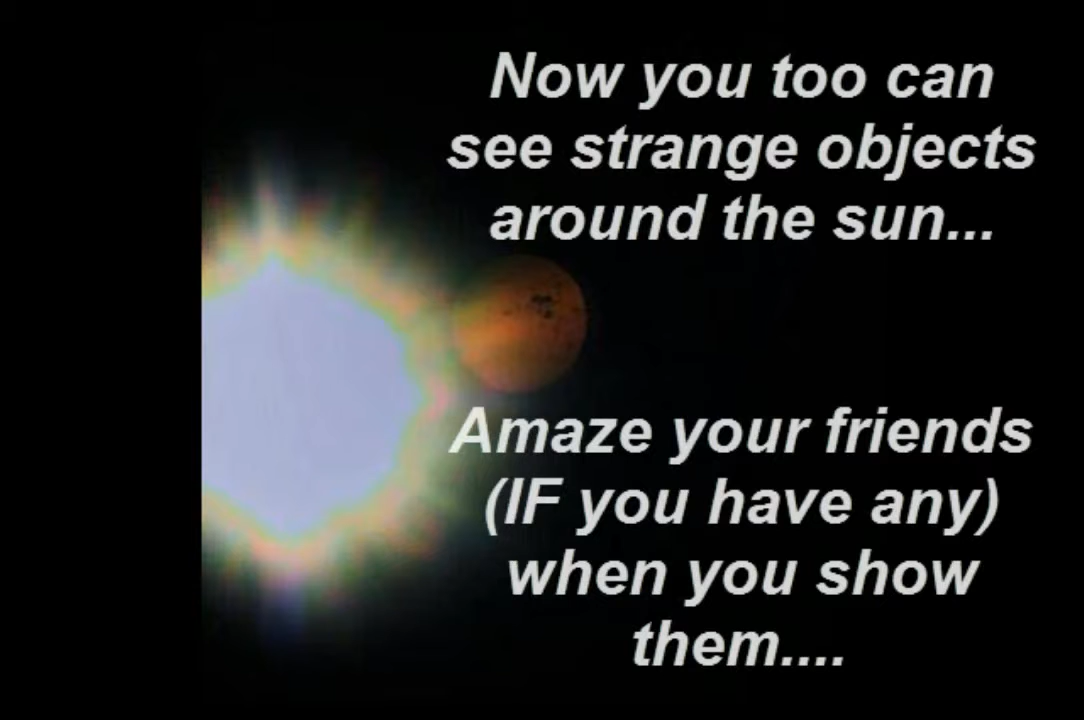 Now you too can
see strange objects
around the sun...
Amaze your friends
(IF you have any)
when you show
them....